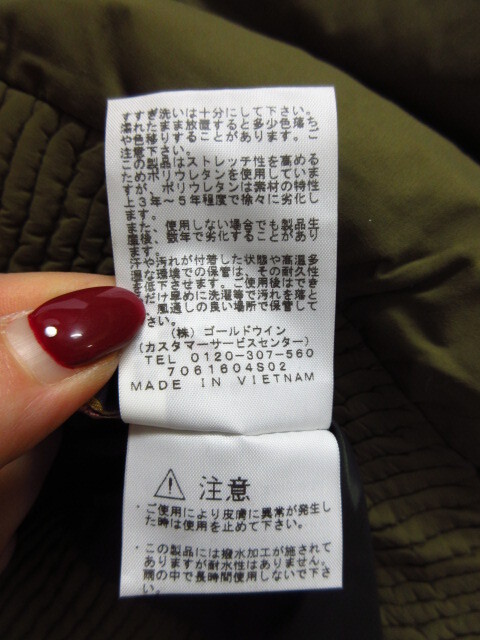 すすぎ洗いは十分にして下さい。
濡れたまま放置すると多少色落ち
や色移りすることがあります。ご
注意下さい。
この製品はストレッチ性を高める
ためポリウレタンを使用していま
すが、ポリウレタンは素材の特性
上3年~5年程度で徐々に劣化し
ます。
また、使用しない場合でも製品生
産後、数年で劣化することがあり
ます。
汗や汚れが付着した状態や高温多
湿な環境での保管は、その耐久性
を低下させます。ご使用後はでき
るだけ早めに洗濯等で汚れを落と
し、風通しの良い場所で保管して
ださい。
(株)ゴールドウイン
(カスタマーサービスセンター)
TEL 0120-307-560
7061604S02
MADE IN VIETNAM
注意
・ご使用により皮膚に異常が発生し
た時は使用を止めて下さい。
・この製品には撥水加工が施されて
ありますが耐水性はありません。
雨の中で長時間使用しないで下さ
い。